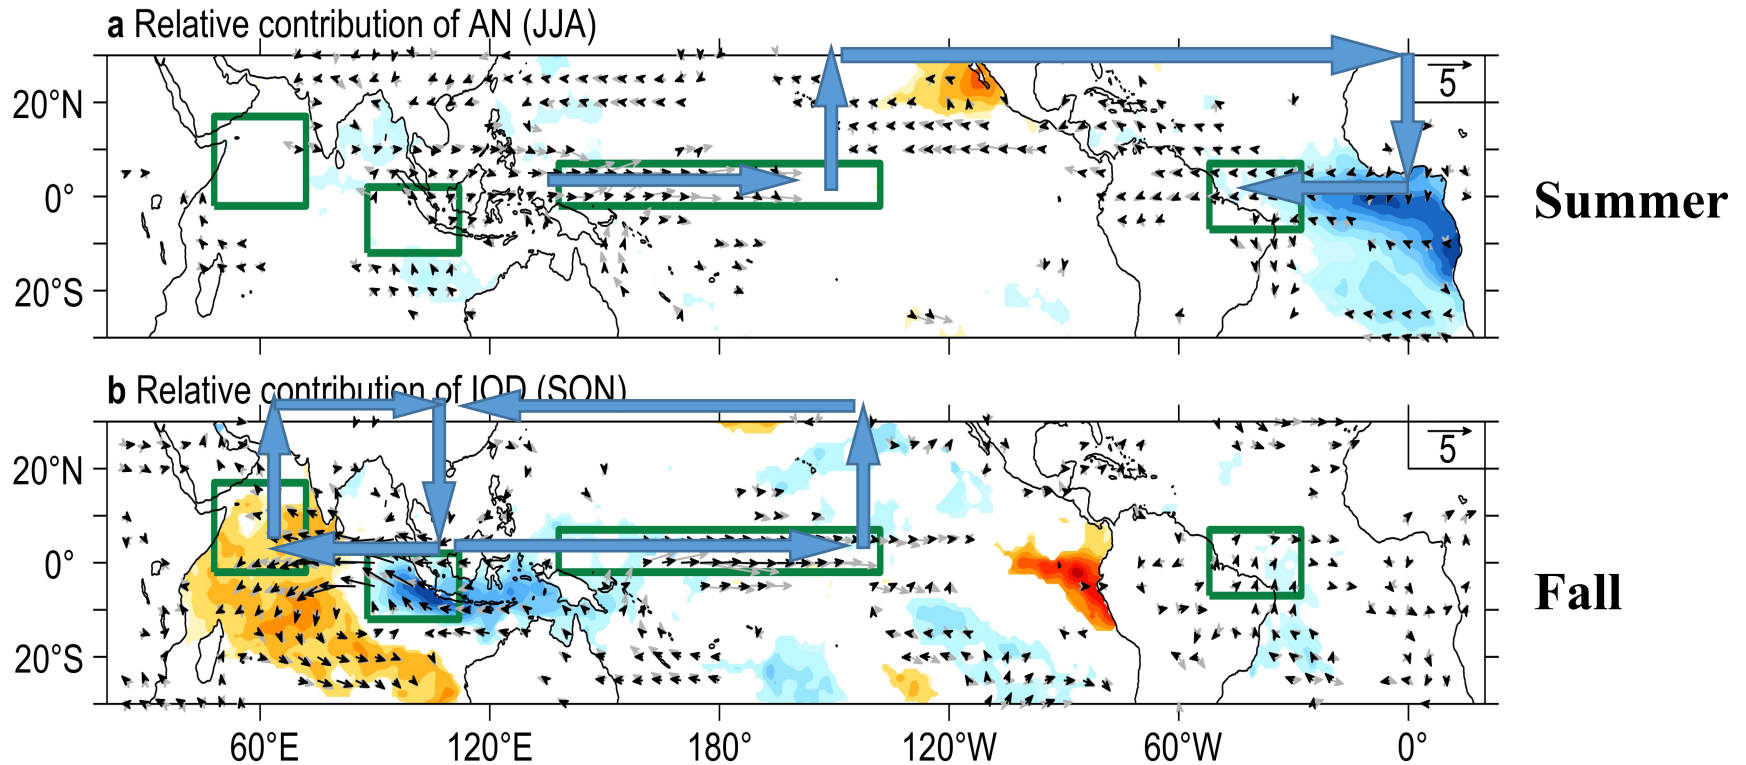 a Relative contribution of AN (JJA)
5
20°N
0°
20°S
Summer
b Relative contribution of IOD (SON)
5
20°N
0°
20°S
Fall
60°E 120°E 180° 120°W 60°W 0°